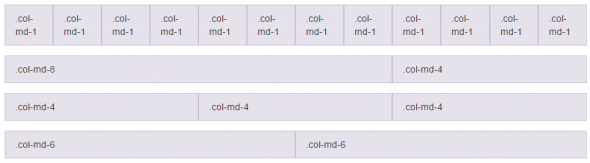 .col- .col- .col- .col- .col- .col- .col- .col- .col- .col- .col- .col-
md-1 md-1 md-1 md-1 md-1 md-1 md-1 md-1 md-1 md-1 md-1 md-1
.col-md-8 .col-md-4
.col-md-4 .col-md-4 .col-md-4
.col-md-6 .col-md-6